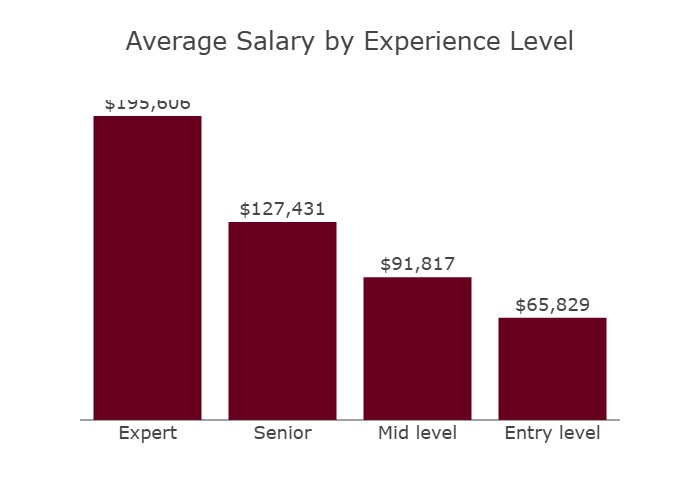 Average Salary by Experience Level
$195,606
$127,431
$91,817
$65,829
Expert
Senior
Mid level
Entry level